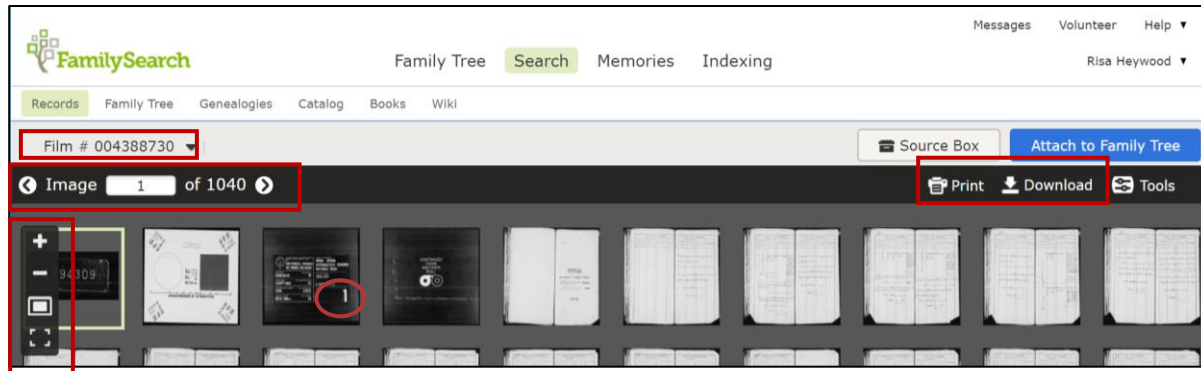 Messages Volunteer Help ▼
FamilySearch
Family Tree Search Memories Indexing
Risa Heywood ▼
Records Family Tree Genealogies Catalog Books Wiki
Film # 004388730 ▼
Source Box
Attach to Family Tree
Image 1 of 1040
Print Download Tools
1